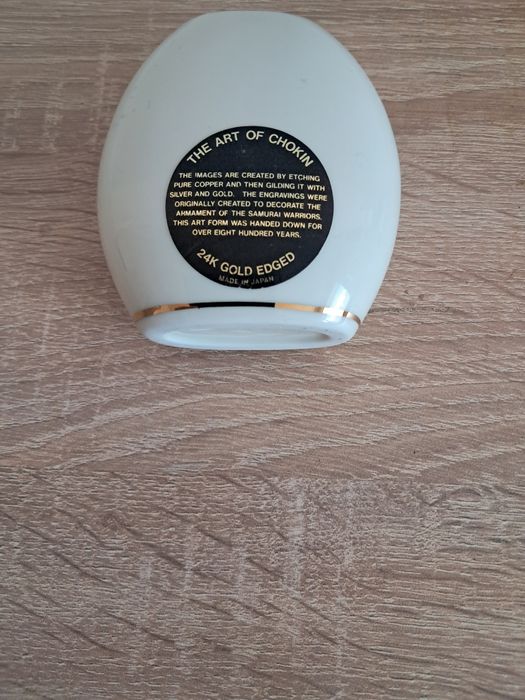 THE ART OF CHOKIN
THE IMAGES ARE CREATED BY ETCHING
PURE COPPER AND THEN GILDING IT WITH
SILVER AND GOLD. THE ENGRAVINGS WERE
ORIGINALLY CREATED TO DECORATE THE
AHMAMENT OF THE SAMURAI WARRIORS.
THIS ART FORM WAS HANDED DOWN FOR
OVER EIGHT HUNDRED YEARS.
24K GOLD EDGED
MADE IN JAPAN